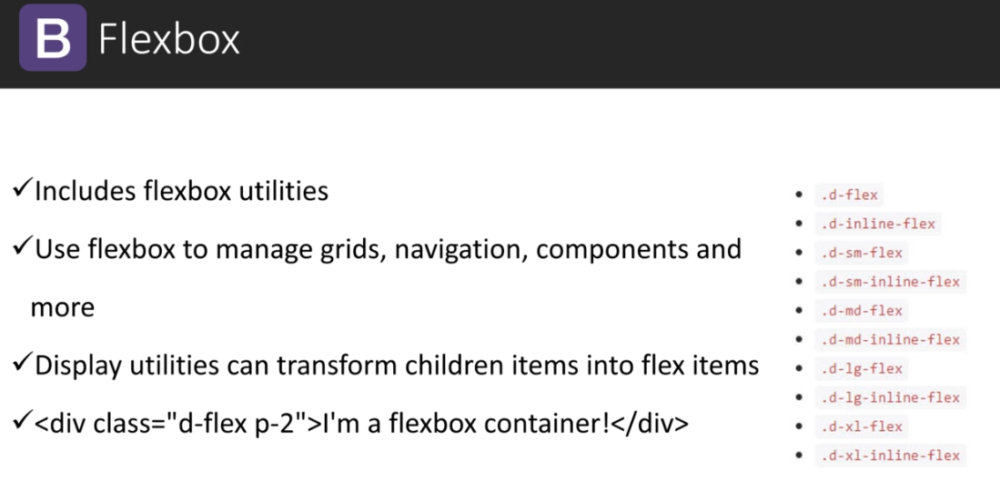 B Flexbox
✓Includes flexbox utilities
✓Use flexbox to manage grids, navigation, components and
more
✓Display utilities can transform children items into flex items
✓<div class="d-flex p-2">I'm a flexbox container!</div>
• .d-flex
• .d-inline-flex
• .d-sm-flex
• .d-sm-inline-flex
• .d-md-flex
• .d-md-inline-flex
• .d-lg-flex
• .d-lg-inline-flex
• .d-xl-flex
• .d-xl-inline-flex